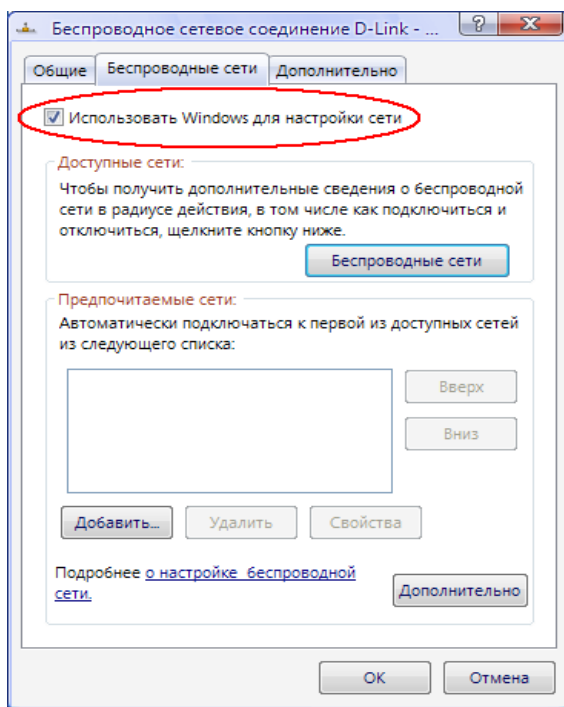 Беспроводное сетевое соединение D-Link - ...
Общие
Беспроводные сети
Дополнительно
Использовать Windows для настройки сети
Доступные сети:
Чтобы получить дополнительные сведения о беспроводной
сети в радиусе действия, в том числе как подключиться и
отключиться, щелкните кнопку ниже.
Беспроводные сети
Предпочитаемые сети:
Автоматически подключаться к первой из доступных сетей
из следующего списка:
Вверх
Вниз
Добавить...
Удалить
Свойства
Подробнее о настройке беспроводной
сети.
Дополнительно
ОК
Отмена